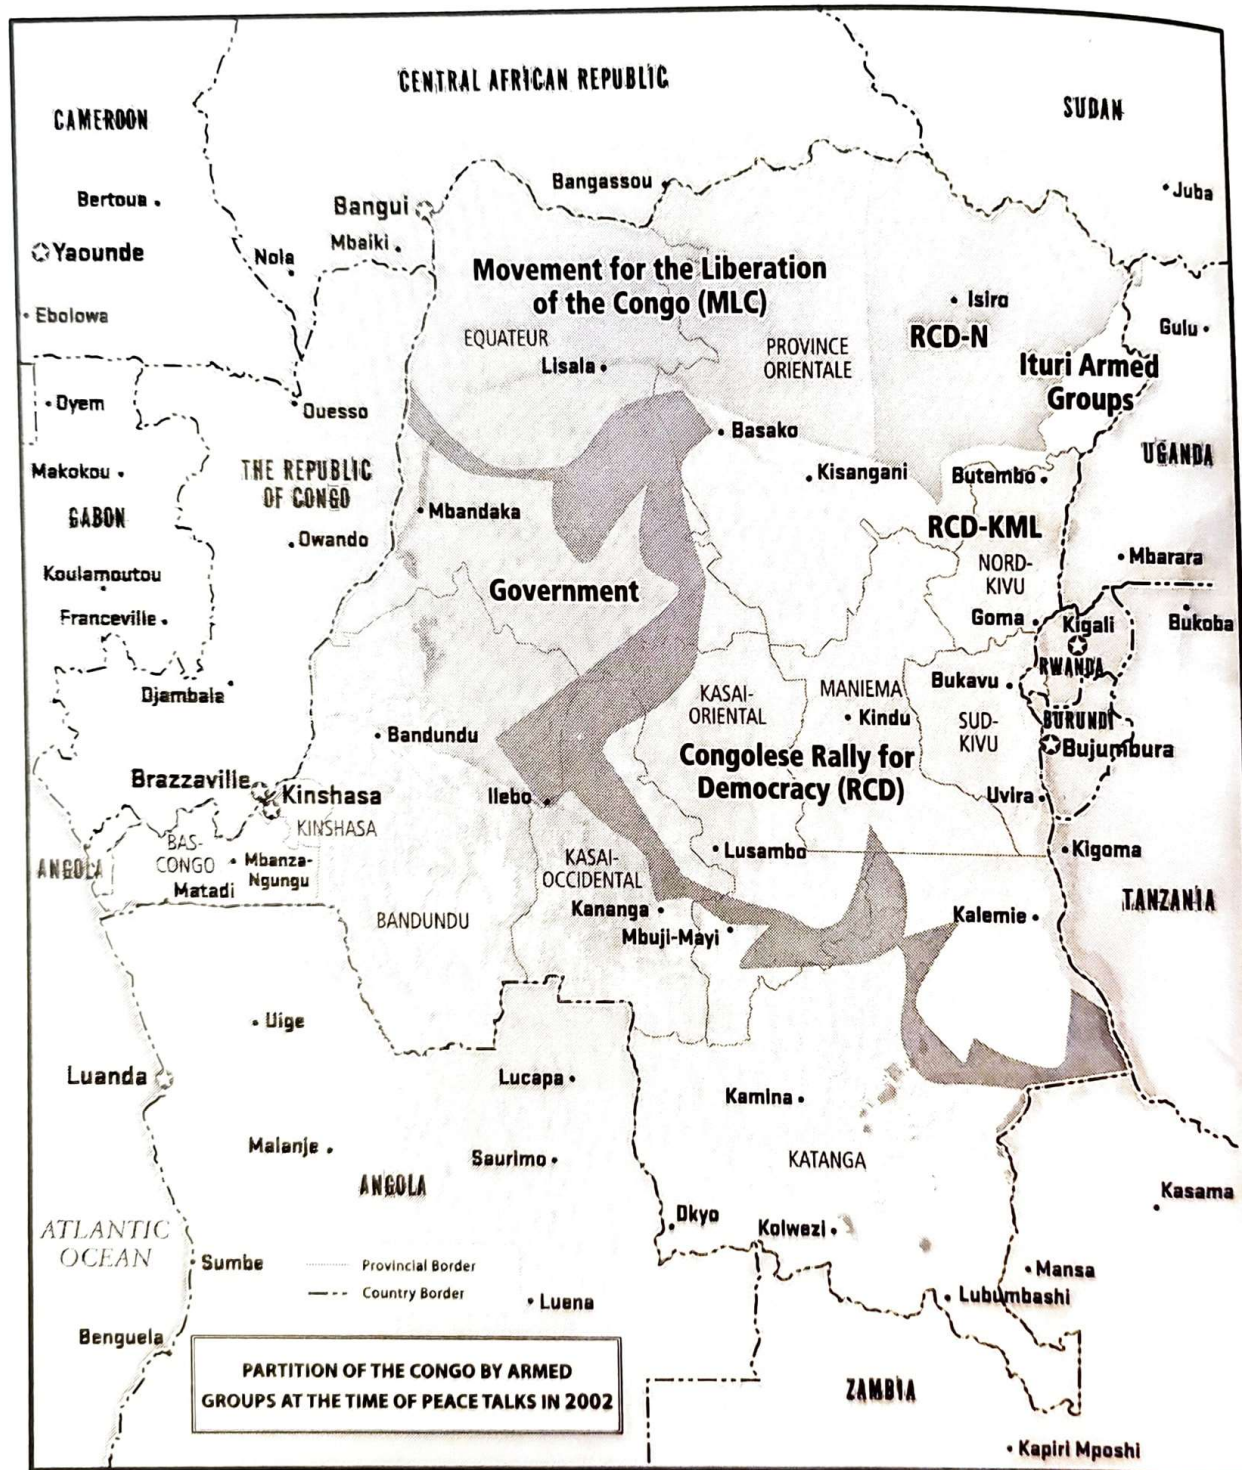 CENTRAL AFRICAN REPUBLIC
CAMEROON
SUDAN
Bertoua
Bangassou
Juba
Bangui
Yaounde
Nola
Mbaiki
Movement for the Liberation
of the Congo (MLC)
Isiro
Ebolowa
EQUATEUR
PROVINCE
ORIENTALE
RCD-N
Gulu
Lisala
Ituri Armed
Groups
Oyem
Ouesso
Basako
Makokou
THE REPUBLIC
OF CONGO
Kisangani
Butembo
UGANDA
GABON
Mbandaka
RCD-KML
Owando
NORD-
KIVU
Mbarara
Koulamoutou
Government
Franceville
Goma
Kigali
Bukoba
RWANDA
Djambala
KASAI-
ORIENTAL
MANIEMA
Bukavu
Kindu
SUD-
KIVU
BURUNDI
Bandundu
Bujumbura
Congolese Rally for
Democracy (RCD)
Brazzaville
Kinshasa
Ilebo
Uvira
KINSHASA
BAS-
CONGO
Mbanza-
Ngungu
Lusambo
Kigoma
ANGOLA
Matadi
KASAI-
OCCIDENTAL
TANZANIA
BANDUNDU
Kananga
Kalemie
Mbuji-Mayi
Uige
Luanda
Lucapa
Kamina
Malanje
Saurimo
KATANGA
ANGOLA
Kasama
ATLANTIC
OCEAN
Dkyo
Kolwezi
Sumbe
Provincial Border
Country Border
Mansa
Luena
Lubumbashi
Benguela
PARTITION OF THE CONGO BY ARMED
GROUPS AT THE TIME OF PEACE TALKS IN 2002
ZAMBIA
Kapiri Mposhi